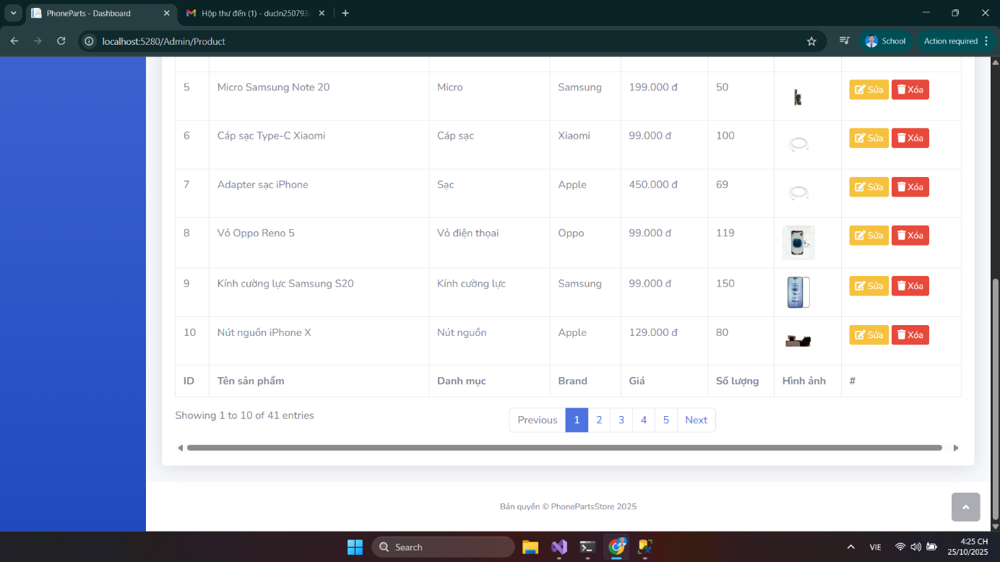 PhoneParts - Dashboard
Hộp thư đến (1) - ducln250793
localhost:5280/Admin/Product
School
Action required
5 Micro Samsung Note 20 Micro Samsung 199.000 đ 50 Sửa Xóa
6 Cáp sạc Type-C Xiaomi Cáp sạc Xiaomi 99.000 đ 100 Sửa Xóa
7 Adapter sạc iPhone Sạc Apple 450.000 đ 69 Sửa Xóa
8 Vỏ Oppo Reno 5 Vỏ điện thọai Oppo 99.000 đ 119 Sửa Xóa
9 Kính cường lực Samsung S20 Kính cường lực Samsung 99.000 đ 150 Sửa Xóa
10 Nút nguồn iPhone X Nút nguồn Apple 129.000 đ 80 Sửa Xóa
ID Tên sản phẩm Danh mục Brand Giá Số lượng Hình ảnh #
Showing 1 to 10 of 41 entries
Previous 1 2 3 4 5 Next
Bản quyền © PhonePartsStore 2025
Search
VIE
4:25 CH
25/10/2025